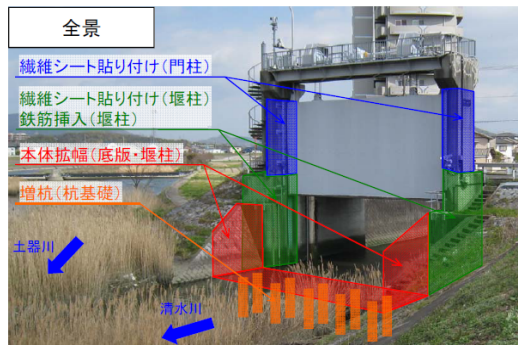 全景
繊維シート貼り付け(門柱)
繊維シート貼り付け(堰柱)
鉄筋挿入(堰柱)
本体拡幅(底版・堰柱)
増杭(杭基礎)
土器川
清水川